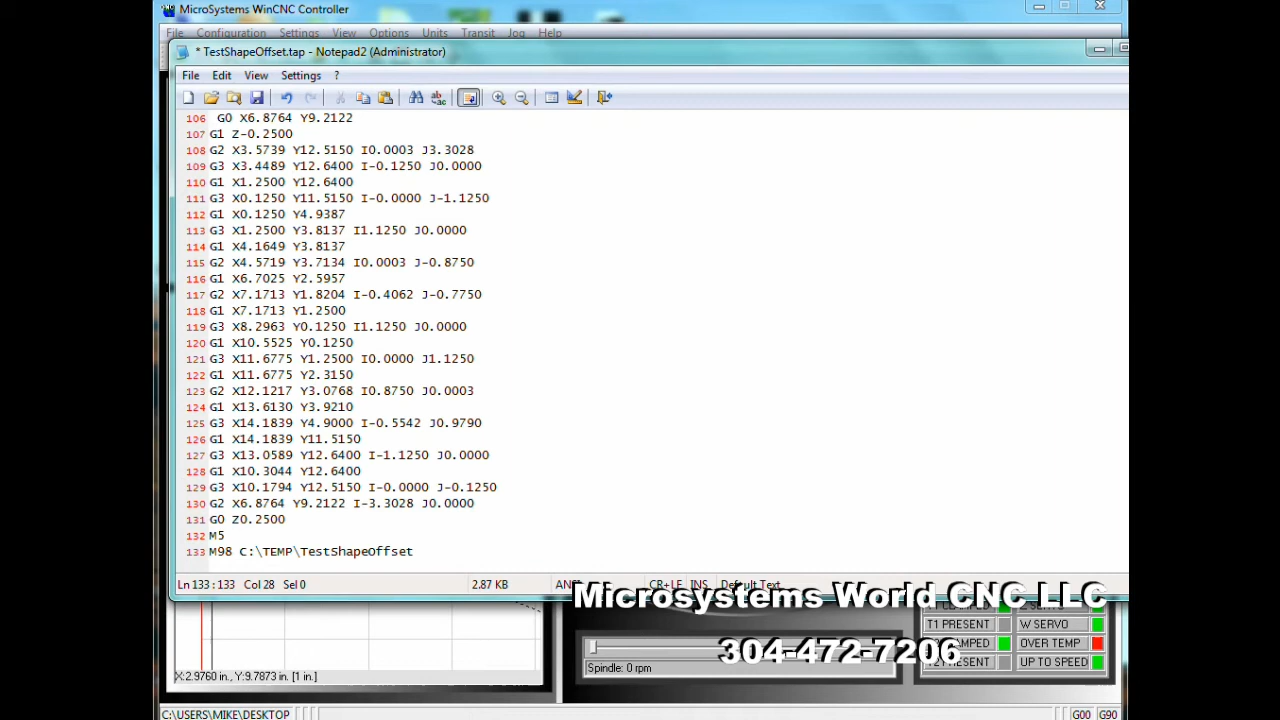 MicroSystems WinCNC Controller
File Configuration Settings View Options Units Transit Jog Help
* TestShapeOffset.tap - Notepad2 (Administrator)
File Edit View Settings ?
106 G0 X6.8764 Y9.2122
107 G1 Z-0.2500
108 G2 X3.5739 Y12.5150 I0.0003 J3.3028
109 G3 X3.4489 Y12.6400 I-0.1250 J0.0000
110 G1 X1.2500 Y12.6400
111 G3 X0.1250 Y11.5150 I-0.0000 J-1.1250
112 G1 X0.1250 Y4.9387
113 G3 X1.2500 Y3.8137 I1.1250 J0.0000
114 G1 X4.1649 Y3.8137
115 G2 X4.5719 Y3.7134 I0.0003 J-0.8750
116 G1 X6.7025 Y2.5957
117 G2 X7.1713 Y1.8204 I-0.4062 J-0.7750
118 G1 X7.1713 Y1.2500
119 G3 X8.2963 Y0.1250 I1.1250 J0.0000
120 G1 X10.5525 Y0.1250
121 G3 X11.6775 Y1.2500 I0.0000 J1.1250
122 G1 X11.6775 Y2.3150
123 G2 X12.1217 Y3.0768 I0.8750 J0.0003
124 G1 X13.6130 Y3.9210
125 G3 X14.1839 Y4.9000 I-0.5542 J0.9790
126 G1 X14.1839 Y11.5150
127 G3 X13.0589 Y12.6400 I-1.1250 J0.0000
128 G1 X10.3044 Y12.6400
129 G3 X10.1794 Y12.5150 I-0.0000 J-0.1250
130 G2 X6.8764 Y9.2122 I-3.3028 J0.0000
131 G0 Z0.2500
132 M5
133 M98 C:\TEMP\TestShapeOffset
Ln 133 : 133 Col 28 Sel 0 2.87 KB CR+LF INS Default Text
Microsystems World CNC LLC
T1 PRESENT W SERVO
304-472-7206
OVER TEMP
Spindle: 0 rpm
UP TO SPEED
X:2.9760 in., Y:9.7873 in. [1 in.]
C:\USERS\MIKE\DESKTOP G00 G90